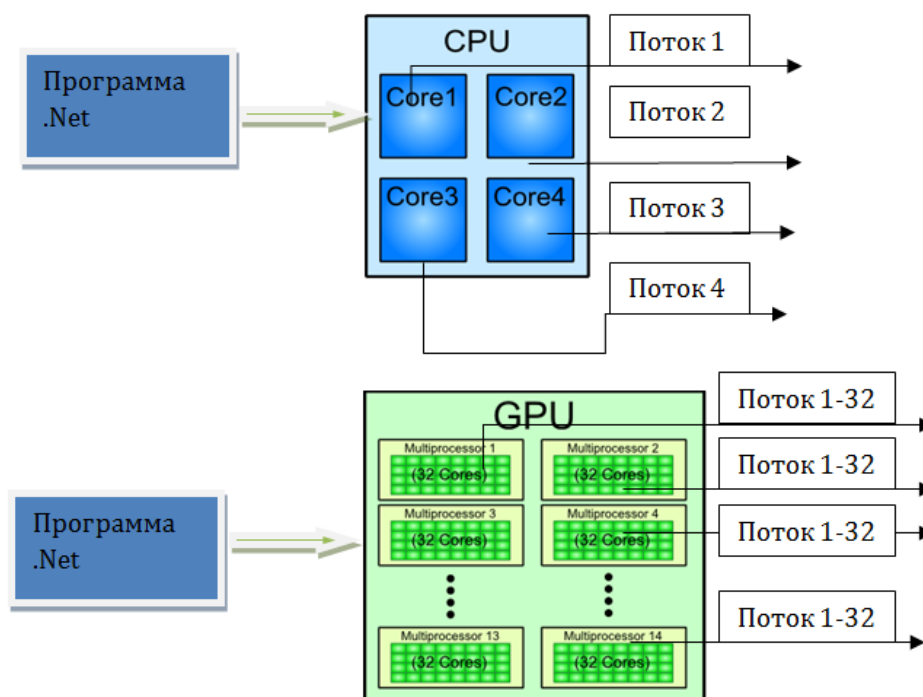 CPU
Поток 1
Программа
.Net
Core1
Core2
Поток 2
Core3
Core4
Поток 3
Поток 4
GPU
Поток 1-32
Multiprocessor 1
(32 Cores)
Multiprocessor 2
(32 Cores)
Поток 1-32
Программа
.Net
Multiprocessor 3
(32 Cores)
Multiprocessor 4
(32 Cores)
Поток 1-32
Multiprocessor 13
(32 Cores)
Multiprocessor 14
(32 Cores)
Поток 1-32